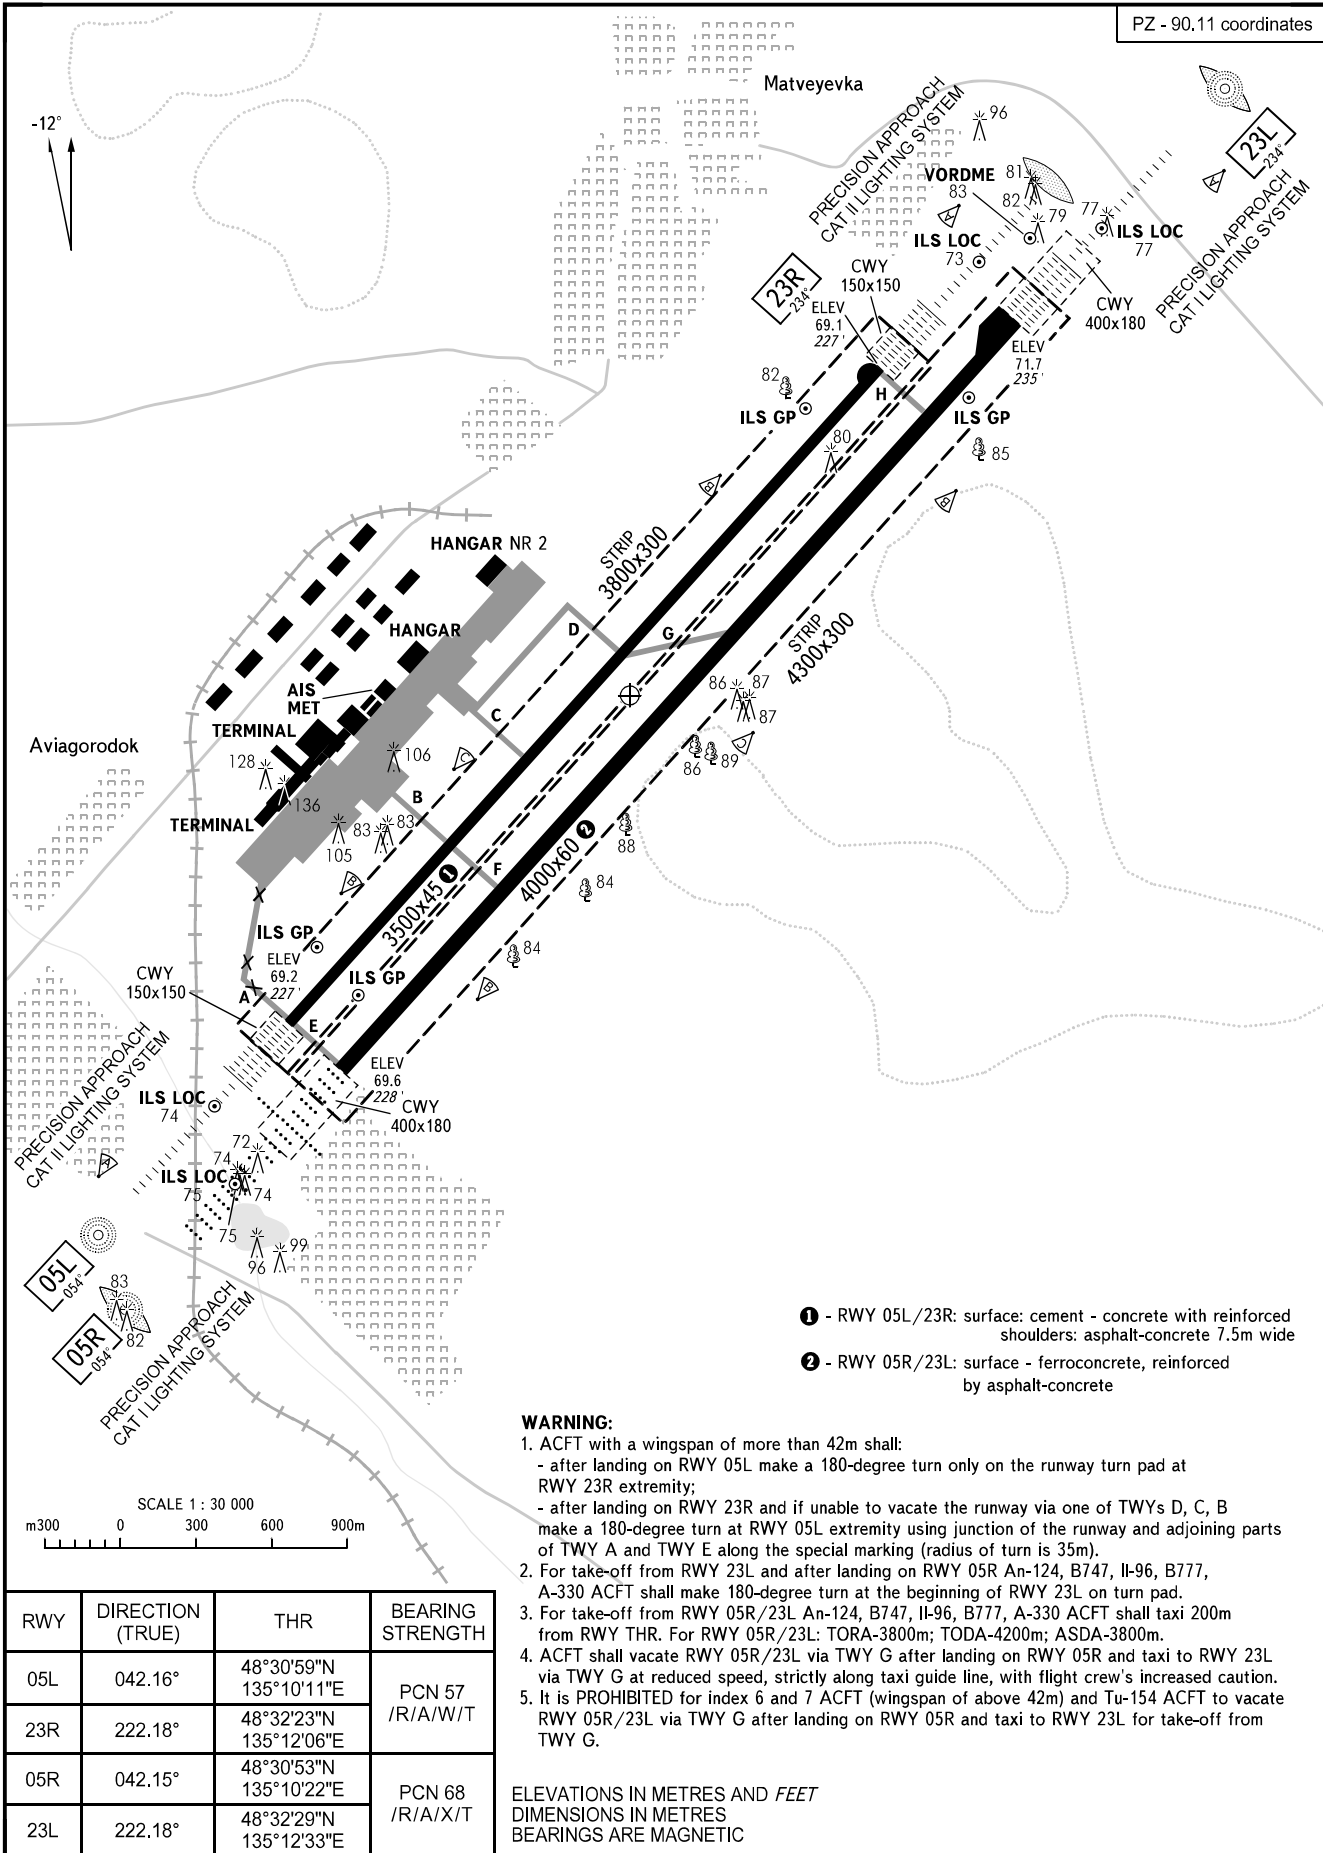 PZ - 90.11 coordinates
Matveyevka
-12°
PRECISION APPROACH
CAT II LIGHTING SYSTEM
96
23L
234°
VORDME
83
81
82
79
77
ILS LOC
73
ILS LOC
77
PRECISION APPROACH
CAT I LIGHTING SYSTEM
A
A
23R
234°
CWY
150x150
CWY
400x180
ELEV
69.1
227'
ELEV
71.7
235'
82
ILS GP
H
ILS GP
80
85
B
B
STRIP
3800x300
HANGAR NR 2
STRIP
4300x300
D
G
HANGAR
AIS
MET
C
86
87
87
TERMINAL
Aviagorodok
128
106
C
C
86
89
136
B
TERMINAL
105
83
83
88
4000x60 2
F
84
3500x45 1
B
84
ILS GP
ELEV
69.2
227'
ILS GP
CWY
150x150
A
E
B
PRECISION APPROACH
CAT II LIGHTING SYSTEM
ELEV
69.6
228'
CWY
400x180
ILS LOC
74
A
72
74
ILS LOC
75
74
75
99
96
05L
054°
83
82
05R
054°
PRECISION APPROACH
CAT I LIGHTING SYSTEM
1 - RWY 05L/23R: surface: cement - concrete with reinforced
shoulders: asphalt-concrete 7.5m wide
2 - RWY 05R/23L: surface - ferroconcrete, reinforced
by asphalt-concrete
WARNING:
1. ACFT with a wingspan of more than 42m shall:
- after landing on RWY 05L make a 180-degree turn only on the runway turn pad at
RWY 23R extremity;
- after landing on RWY 23R and if unable to vacate the runway via one of TWYs D, C, B
make a 180-degree turn at RWY 05L extremity using junction of the runway and adjoining parts
of TWY A and TWY E along the special marking (radius of turn is 35m).
2. For take-off from RWY 23L and after landing on RWY 05R An-124, B747, Il-96, B777,
A-330 ACFT shall make 180-degree turn at the beginning of RWY 23L on turn pad.
3. For take-off from RWY 05R/23L An-124, B747, Il-96, B777, A-330 ACFT shall taxi 200m
from RWY THR. For RWY 05R/23L: TORA-3800m; TODA-4200m; ASDA-3800m.
4. ACFT shall vacate RWY 05R/23L via TWY G after landing on RWY 05R and taxi to RWY 23L
via TWY G at reduced speed, strictly along taxi guide line, with flight crew's increased caution.
5. It is PROHIBITED for index 6 and 7 ACFT (wingspan of above 42m) and Tu-154 ACFT to vacate
RWY 05R/23L via TWY G after landing on RWY 05R and taxi to RWY 23L for take-off from
TWY G.
SCALE 1 : 30 000
m300 0 300 600 900m
RWY DIRECTION (TRUE) THR BEARING STRENGTH
05L 042.16° 48°30'59"N 135°10'11"E PCN 57 /R/A/W/T
23R 222.18° 48°32'23"N 135°12'06"E
05R 042.15° 48°30'53"N 135°10'22"E PCN 68 /R/A/X/T
23L 222.18° 48°32'29"N 135°12'33"E
ELEVATIONS IN METRES AND FEET
DIMENSIONS IN METRES
BEARINGS ARE MAGNETIC